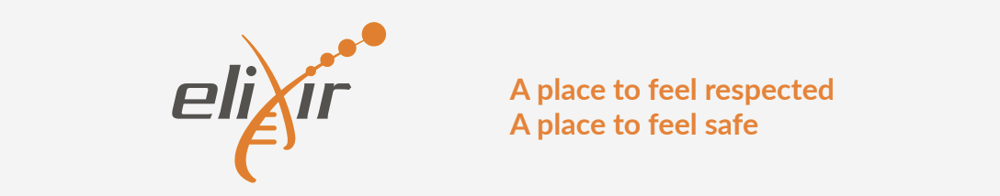 elixir
A place to feel respected
A place to feel safe